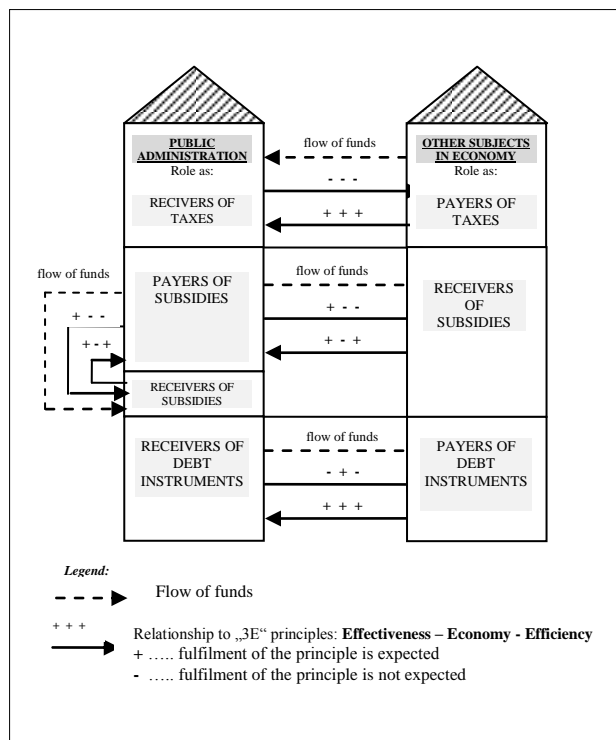 PUBLIC
ADMINISTRATION
Role as:
RECIVERS OF
TAXES
flow of funds
- - -
+ + +
OTHER SUBJECTS
IN ECONOMY
Role as:
PAYERS OF
TAXES
flow of funds
+ - -
+ - +
PAYERS OF
SUBSIDIES
flow of funds
+ - -
+ - +
RECEIVERS
OF
SUBSIDIES
RECEIVERS OF
SUBSIDIES
RECEIVERS OF
DEBT
INSTRUMENTS
flow of funds
- + -
+ + +
PAYERS OF
DEBT
INSTRUMENTS
Legend:
Flow of funds
+ + +
Relationship to „3E“ principles: Effectiveness – Economy - Efficiency
+ ….. fulfilment of the principle is expected
- ….. fulfilment of the principle is not expected